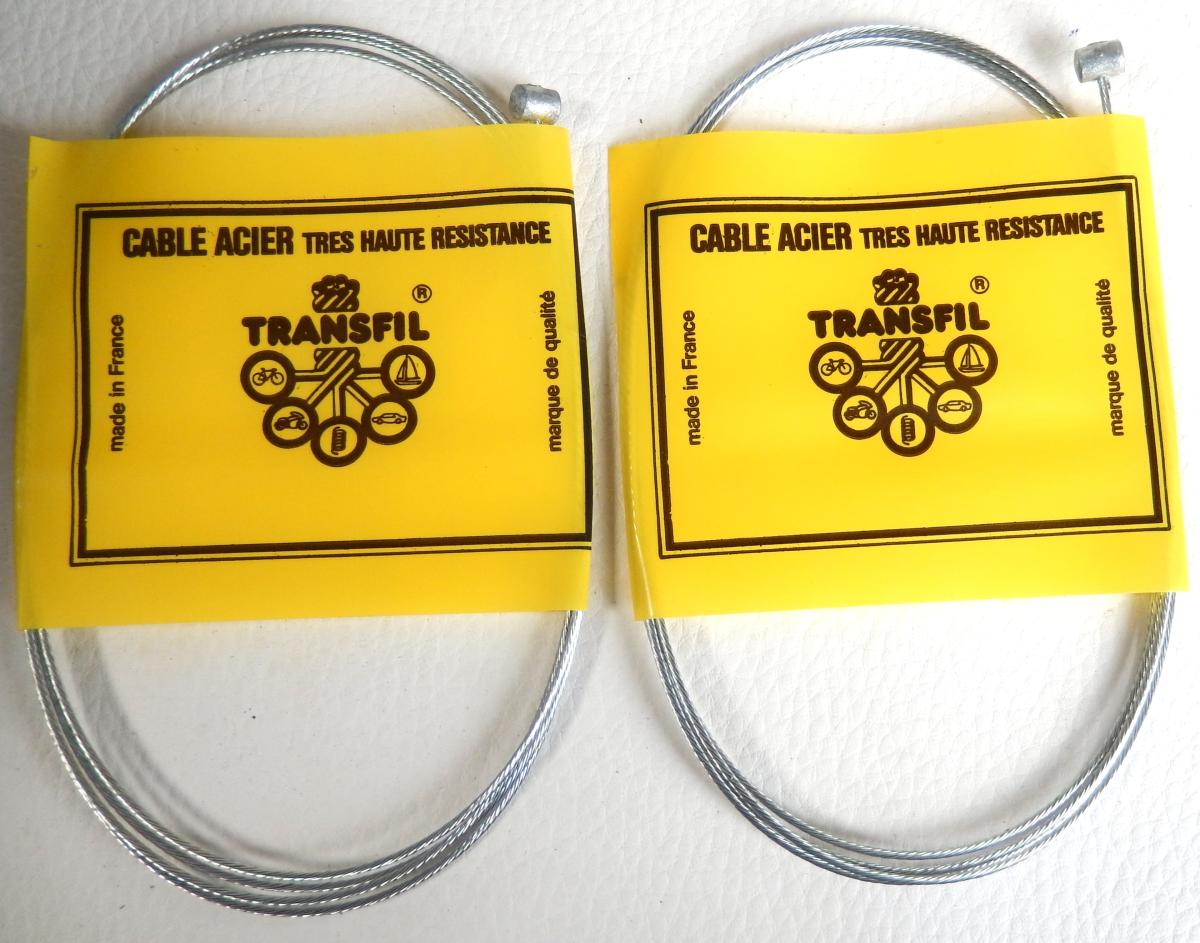 CABLE ACIER TRES HAUTE RESISTANCE
®
TRANSFIL
made in France
marque de qualité
CABLE ACIER TRES HAUTE RESISTANCE
®
TRANSFIL
made in France
marque de qualité